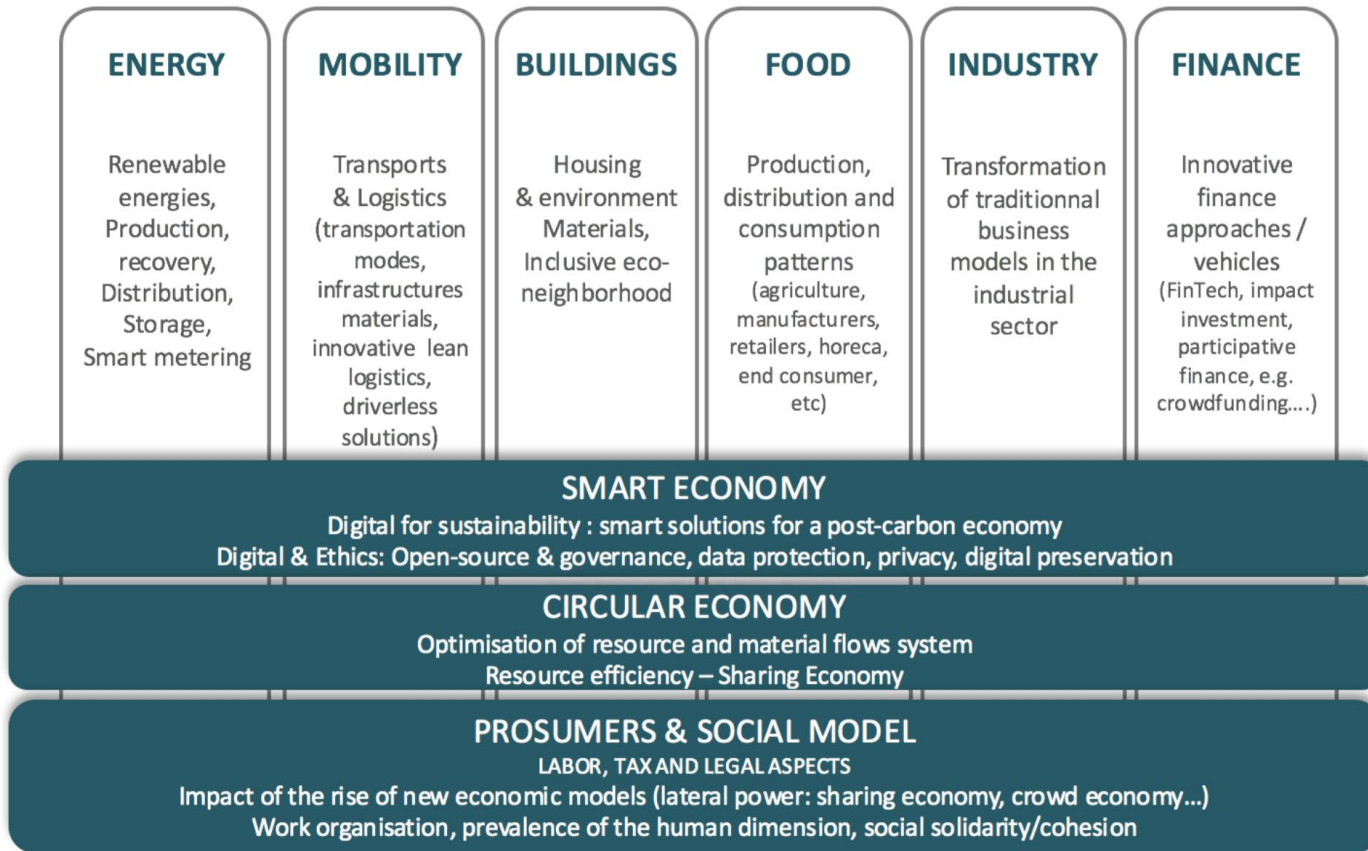 ENERGY
Renewable
energies,
Production,
recovery,
Distribution,
Storage,
Smart metering
MOBILITY
Transports
& Logistics
(transportation
modes,
infrastructures
materials,
innovative lean
logistics,
driverless
solutions)
BUILDINGS
Housing
& environment
Materials,
Inclusive eco-
neighborhood
FOOD
Production,
distribution and
consumption
patterns
(agriculture,
manufacturers,
retailers, horeca,
end consumer,
etc)
INDUSTRY
Transformation
of traditionnal
business
models in the
industrial
sector
FINANCE
Innovative
finance
approaches /
vehicles
(FinTech, impact
investment,
participative
finance, e.g.
crowdfunding....)
SMART ECONOMY
Digital for sustainability : smart solutions for a post-carbon economy
Digital & Ethics: Open-source & governance, data protection, privacy, digital preservation
CIRCULAR ECONOMY
Optimisation of resource and material flows system
Resource efficiency – Sharing Economy
PROSUMERS & SOCIAL MODEL
LABOR, TAX AND LEGAL ASPECTS
Impact of the rise of new economic models (lateral power: sharing economy, crowd economy...)
Work organisation, prevalence of the human dimension, social solidarity/cohesion